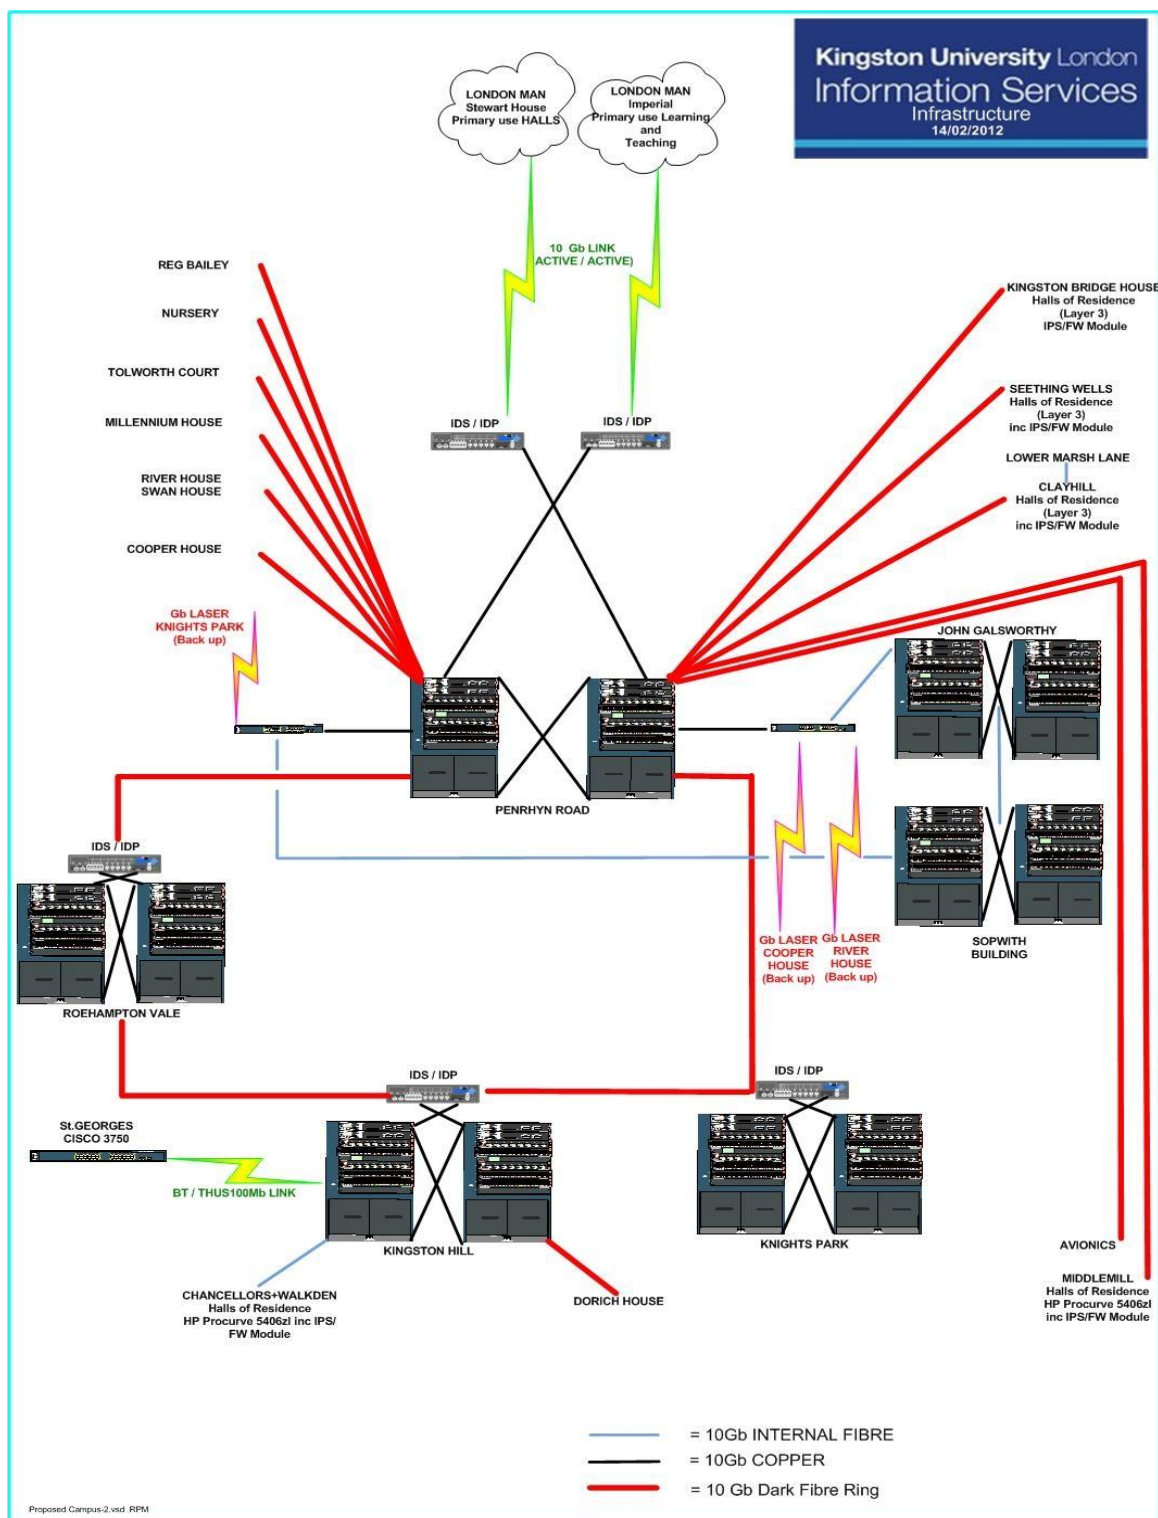 Kingston University London
Information Services
Infrastructure
14/02/2012
LONDON MAN
Stewart House
Primary use HALLS
LONDON MAN
Imperial
Primary use Learning
and
Teaching
10 Gb LINK
ACTIVE / ACTIVE)
REG BAILEY
NURSERY
TOLWORTH COURT
MILLENNIUM HOUSE
RIVER HOUSE
SWAN HOUSE
COOPER HOUSE
KINGSTON BRIDGE HOUSE
Halls of Residence
(Layer 3)
IPS/FW Module
SEETHING WELLS
Halls of Residence
(Layer 3)
inc IPS/FW Module
LOWER MARSH LANE
CLAYHILL
Halls of Residence
(Layer 3)
inc IPS/FW Module
IDS / IDP
IDS / IDP
Gb LASER
KNIGHTS PARK
(Back up)
JOHN GALSWORTHY
PENRHYN ROAD
IDS / IDP
Gb LASER
COOPER
HOUSE
(Back up)
Gb LASER
RIVER
HOUSE
(Back up)
SOPWITH
BUILDING
ROEHAMPTON VALE
IDS / IDP
IDS / IDP
St.GEORGES
CISCO 3750
BT / THUS100Mb LINK
KINGSTON HILL
KNIGHTS PARK
AVIONICS
CHANCELLORS+WALKDEN
Halls of Residence
HP Procurve 5406zl inc IPS/
FW Module
DORICH HOUSE
MIDDLEMILL
Halls of Residence
HP Procurve 5406zl
inc IPS/FW Module
= 10Gb INTERNAL FIBRE
= 10Gb COPPER
= 10 Gb Dark Fibre Ring
Proposed Campus-2.vsd RPM